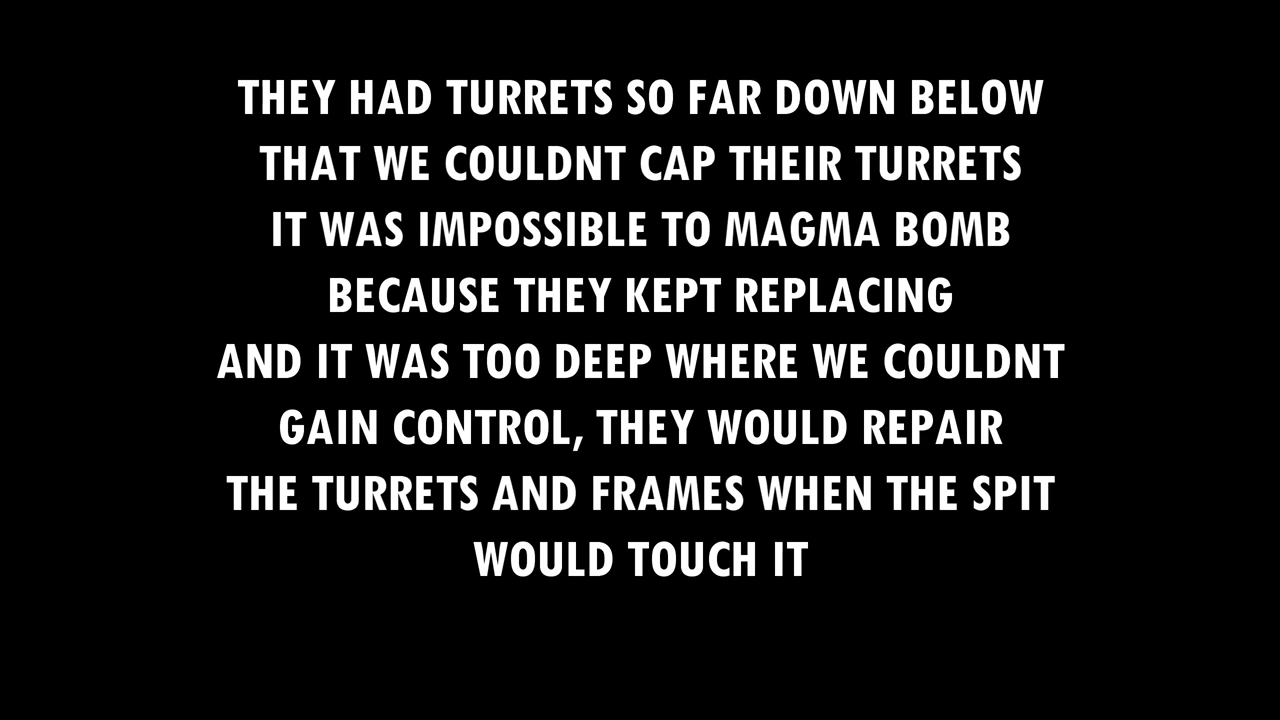 THEY HAD TURRETS SO FAR DOWN BELOW
THAT WE COULDNT CAP THEIR TURRETS
IT WAS IMPOSSIBLE TO MAGMA BOMB
BECAUSE THEY KEPT REPLACING
AND IT WAS TOO DEEP WHERE WE COULDNT
GAIN CONTROL, THEY WOULD REPAIR
THE TURRETS AND FRAMES WHEN THE SPIT
WOULD TOUCH IT